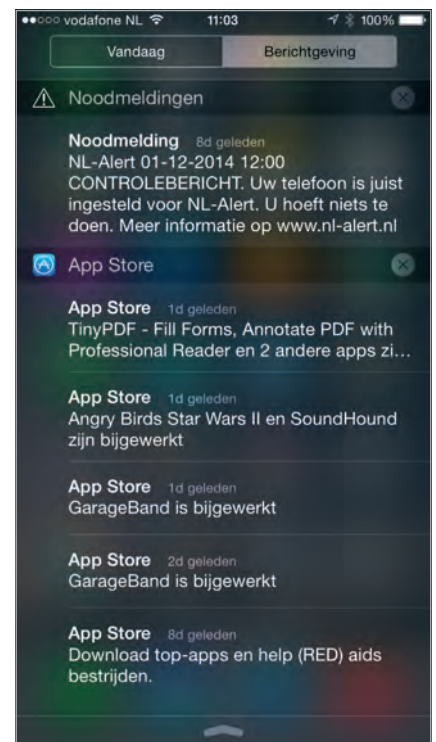 vodafone NL 11:03 100%
Vandaag Berichtgeving
Noodmeldingen
Noodmelding 8d geleden
NL-Alert 01-12-2014 12:00
CONTROLEBERICHT. Uw telefoon is juist
ingesteld voor NL-Alert. U hoeft niets te
doen. Meer informatie op www.nl-alert.nl
App Store
App Store 1d geleden
TinyPDF - Fill Forms, Annotate PDF with
Professional Reader en 2 andere apps zi...
App Store 1d geleden
Angry Birds Star Wars II en SoundHound
zijn bijgewerkt
App Store 1d geleden
GarageBand is bijgewerkt
App Store 2d geleden
GarageBand is bijgewerkt
App Store 8d geleden
Download top-apps en help (RED) aids
bestrijden.